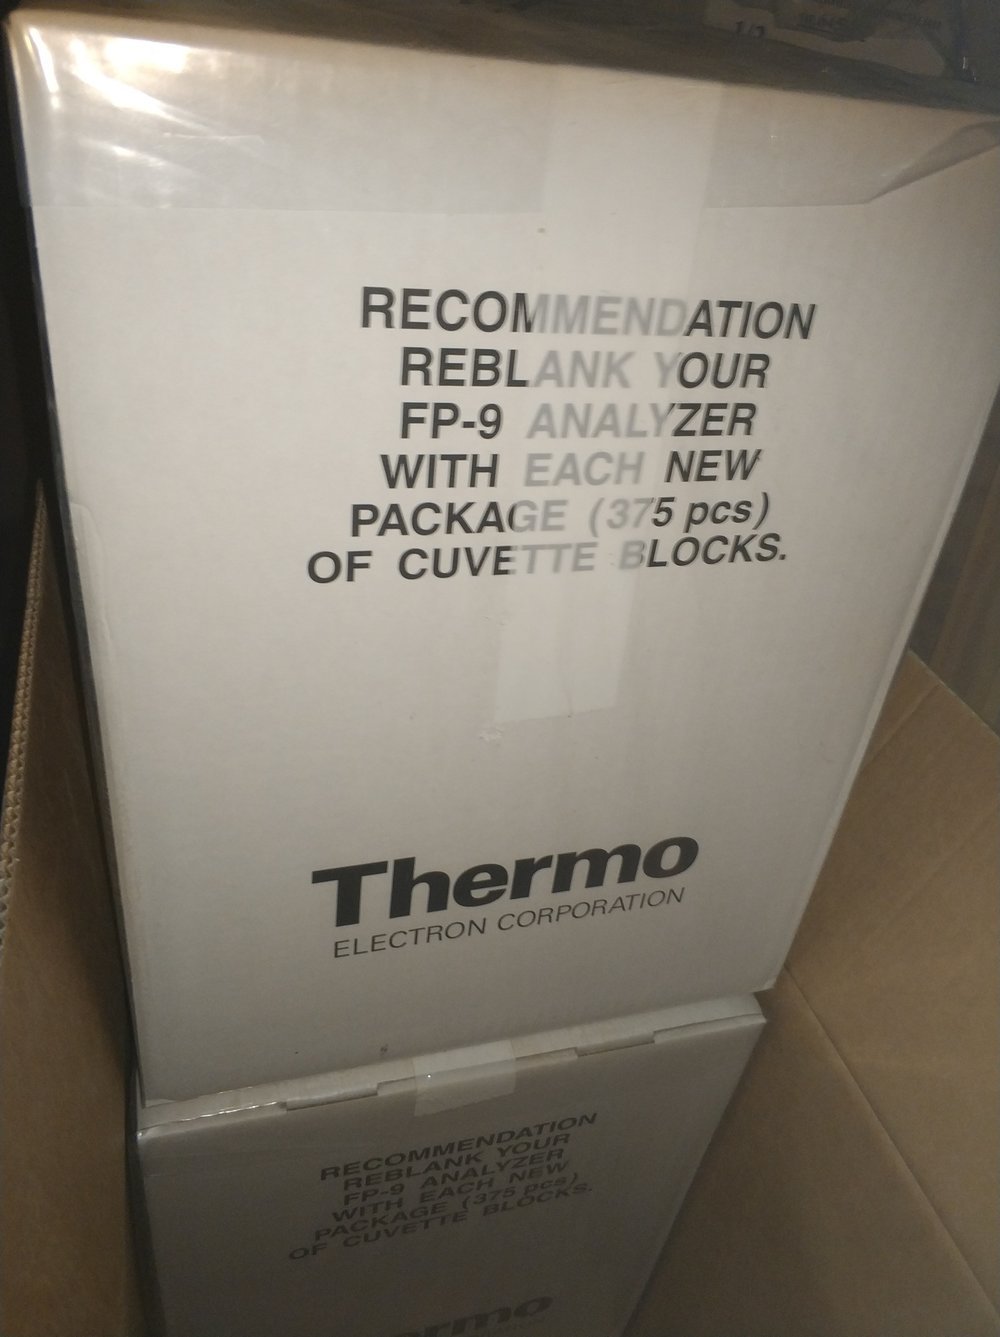 RECOMMENDATION
REBLANK YOUR
FP-9 ANALYZER
WITH EACH NEW
PACKAGE (375 pcs)
OF CUVETTE BLOCKS.
Thermo
ELECTRON CORPORATION
RECOMMENDATION
REBLANK YOUR
FP-9 ANALYZER
WITH EACH NEW
PACKAGE (375 pcs)
OF CUVETTE BLOCKS.